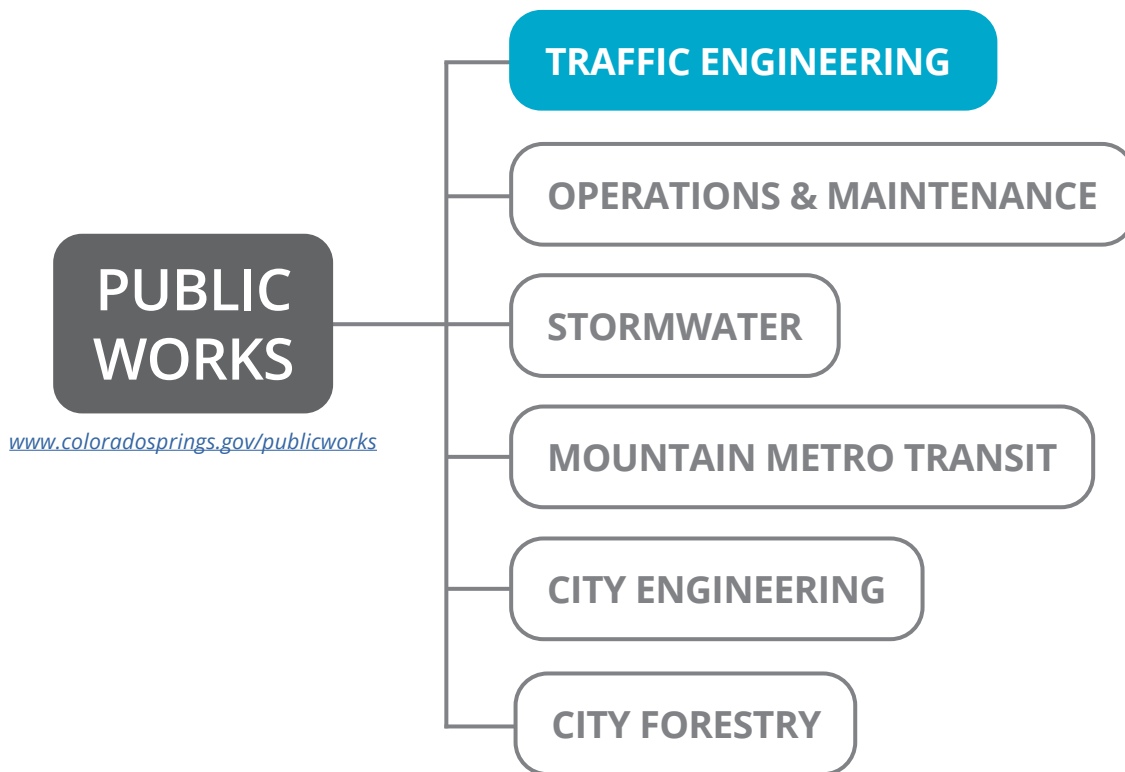 TRAFFIC ENGINEERING
OPERATIONS & MAINTENANCE
PUBLIC
WORKS
STORMWATER
www.coloradosprings.gov/publicworks
MOUNTAIN METRO TRANSIT
CITY ENGINEERING
CITY FORESTRY